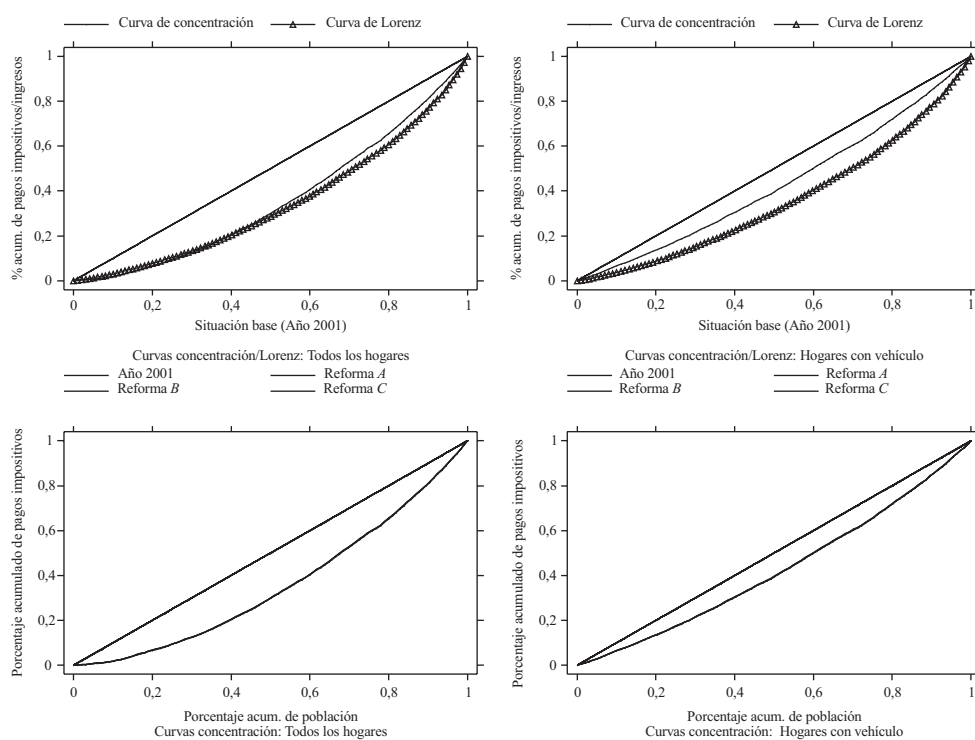 Curva de concentración Curva de Lorenz
% acum. de pagos impositivos/ingresos
1
0,8
0,6
0,4
0,2
0
0 0,2 0,4 0,6 0,8 1
Situación base (Año 2001)
Curvas concentración/Lorenz: Todos los hogares
Curva de concentración Curva de Lorenz
% acum. de pagos impositivos/ingresos
1
0,8
0,6
0,4
0,2
0
0 0,2 0,4 0,6 0,8 1
Situación base (Año 2001)
Curvas concentración/Lorenz: Hogares con vehículo
Año 2001 Reforma A
Reforma B Reforma C
Porcentaje acumulado de pagos impositivos
1
0,8
0,6
0,4
0,2
0
0 0,2 0,4 0,6 0,8 1
Porcentaje acum. de población
Curvas concentración: Todos los hogares
Año 2001 Reforma A
Reforma B Reforma C
Porcentaje acumulado de pagos impositivos
1
0,8
0,6
0,4
0,2
0
0 0,2 0,4 0,6 0,8 1
Porcentaje acum. de población
Curvas concentración: Hogares con vehículo